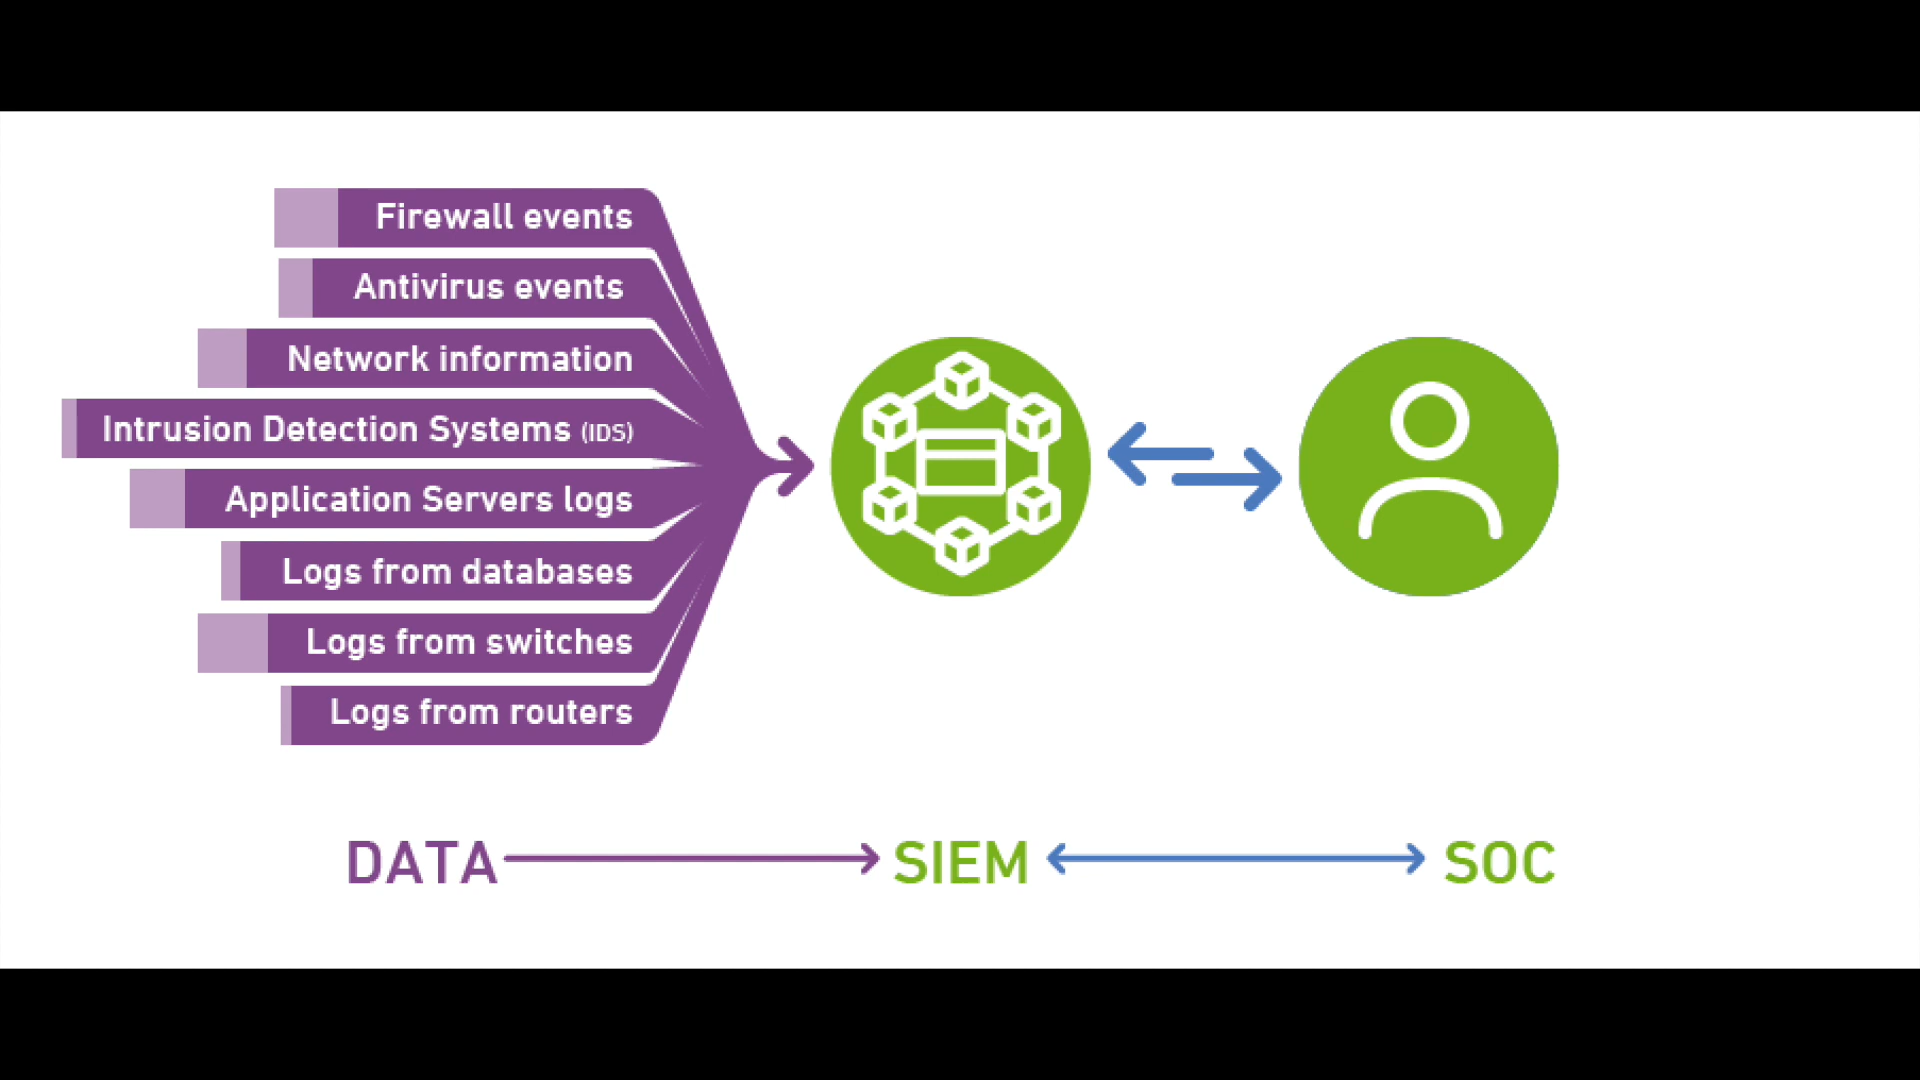 Firewall events
Antivirus events
Network information
Intrusion Detection Systems (IDS)
Application Servers logs
Logs from databases
Logs from switches
Logs from routers
DATA
SIEM
SOC